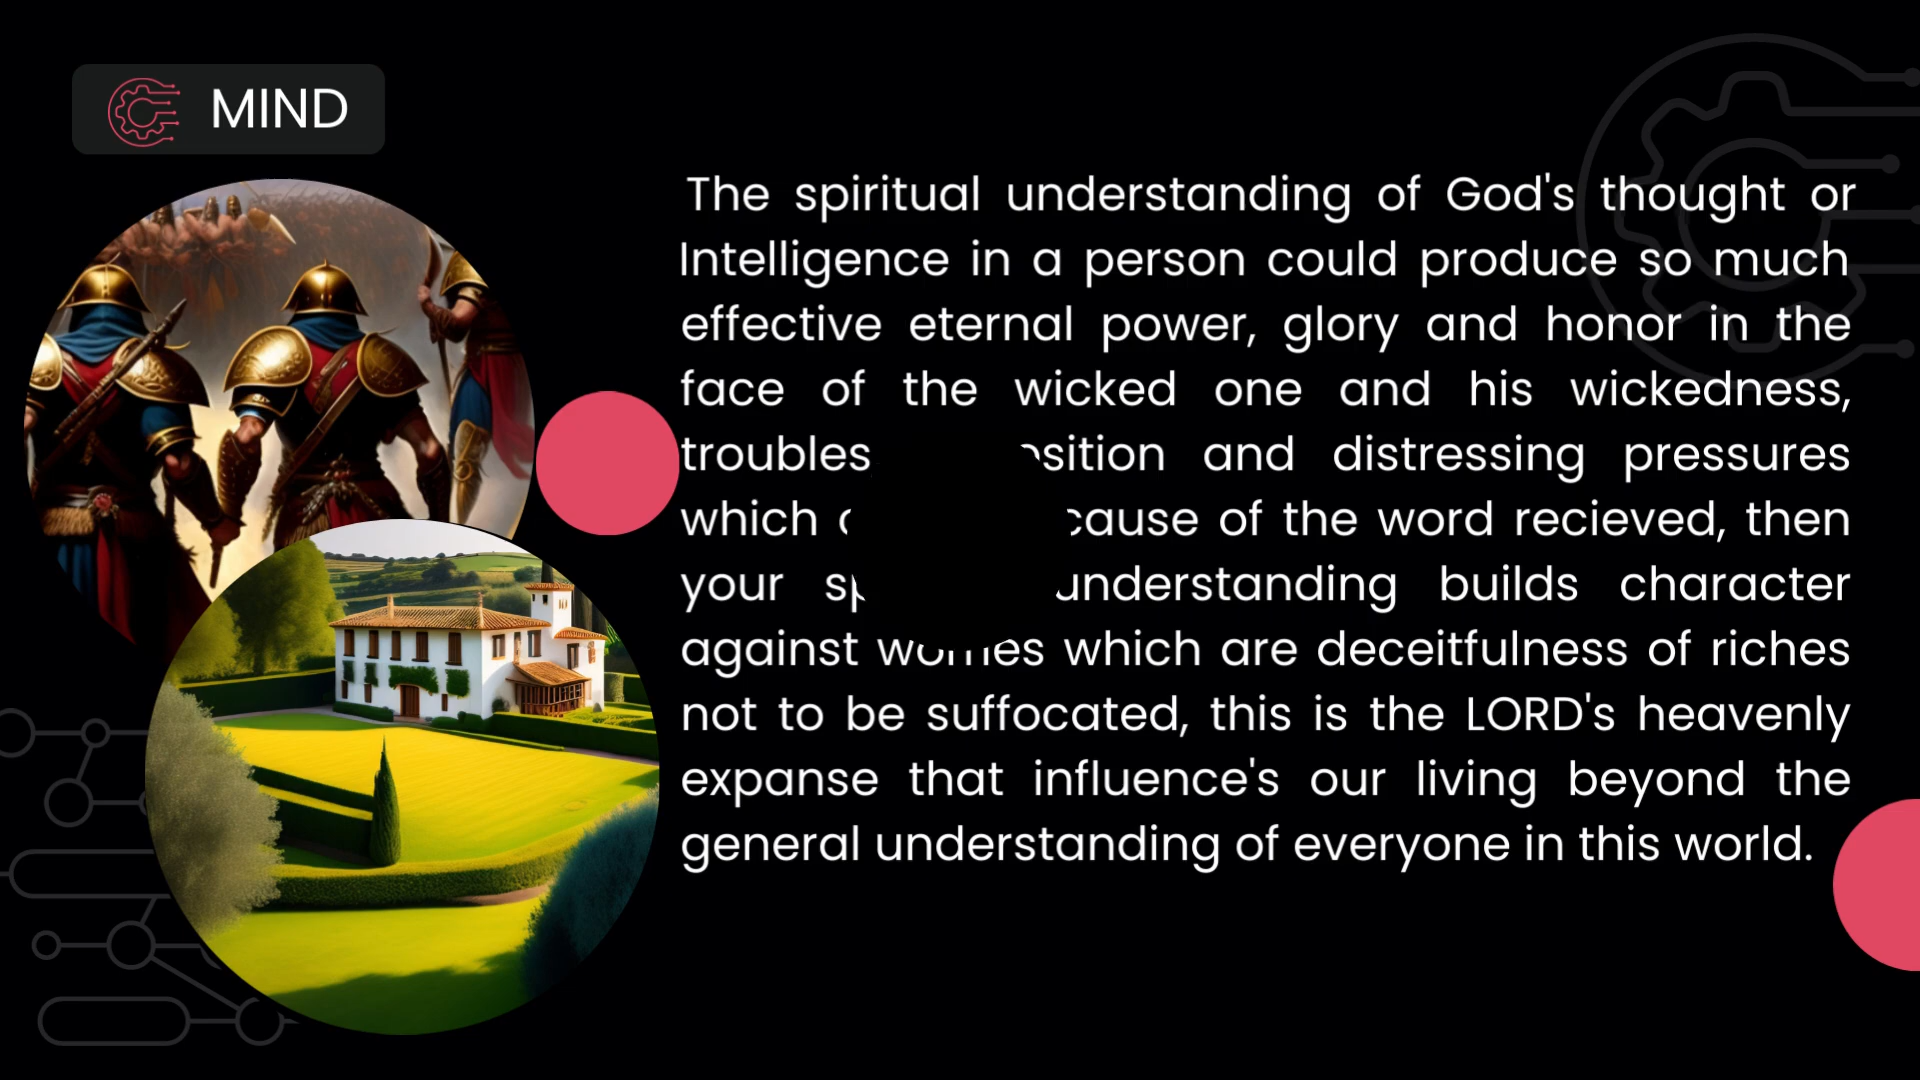 MIND
The spiritual understanding of God's thought or
Intelligence in a person could produce so much
effective eternal power, glory and honor in the
face of the wicked one and his wickedness,
troubles and distressing pressures
which of the word recieved, then
your understanding builds character
against worries which are deceitfulness of riches
not to be suffocated, this is the LORD's heavenly
expanse that influence's our living beyond the
general understanding of everyone in this world.